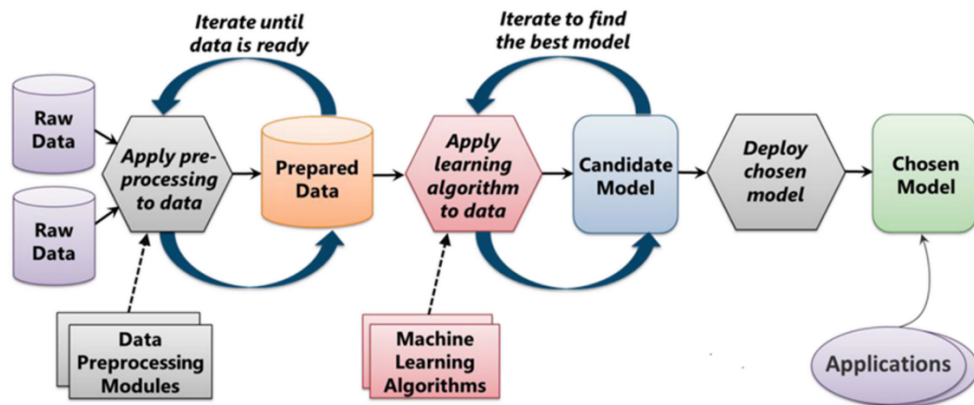 Iterate until
data is ready
Iterate to find
the best model
Raw
Data
Raw
Data
Apply pre-
processing
to data
Prepared
Data
Apply
learning
algorithm
to data
Candidate
Model
Deploy
chosen
model
Chosen
Model
Data
Preprocessing
Modules
Machine
Learning
Algorithms
Applications